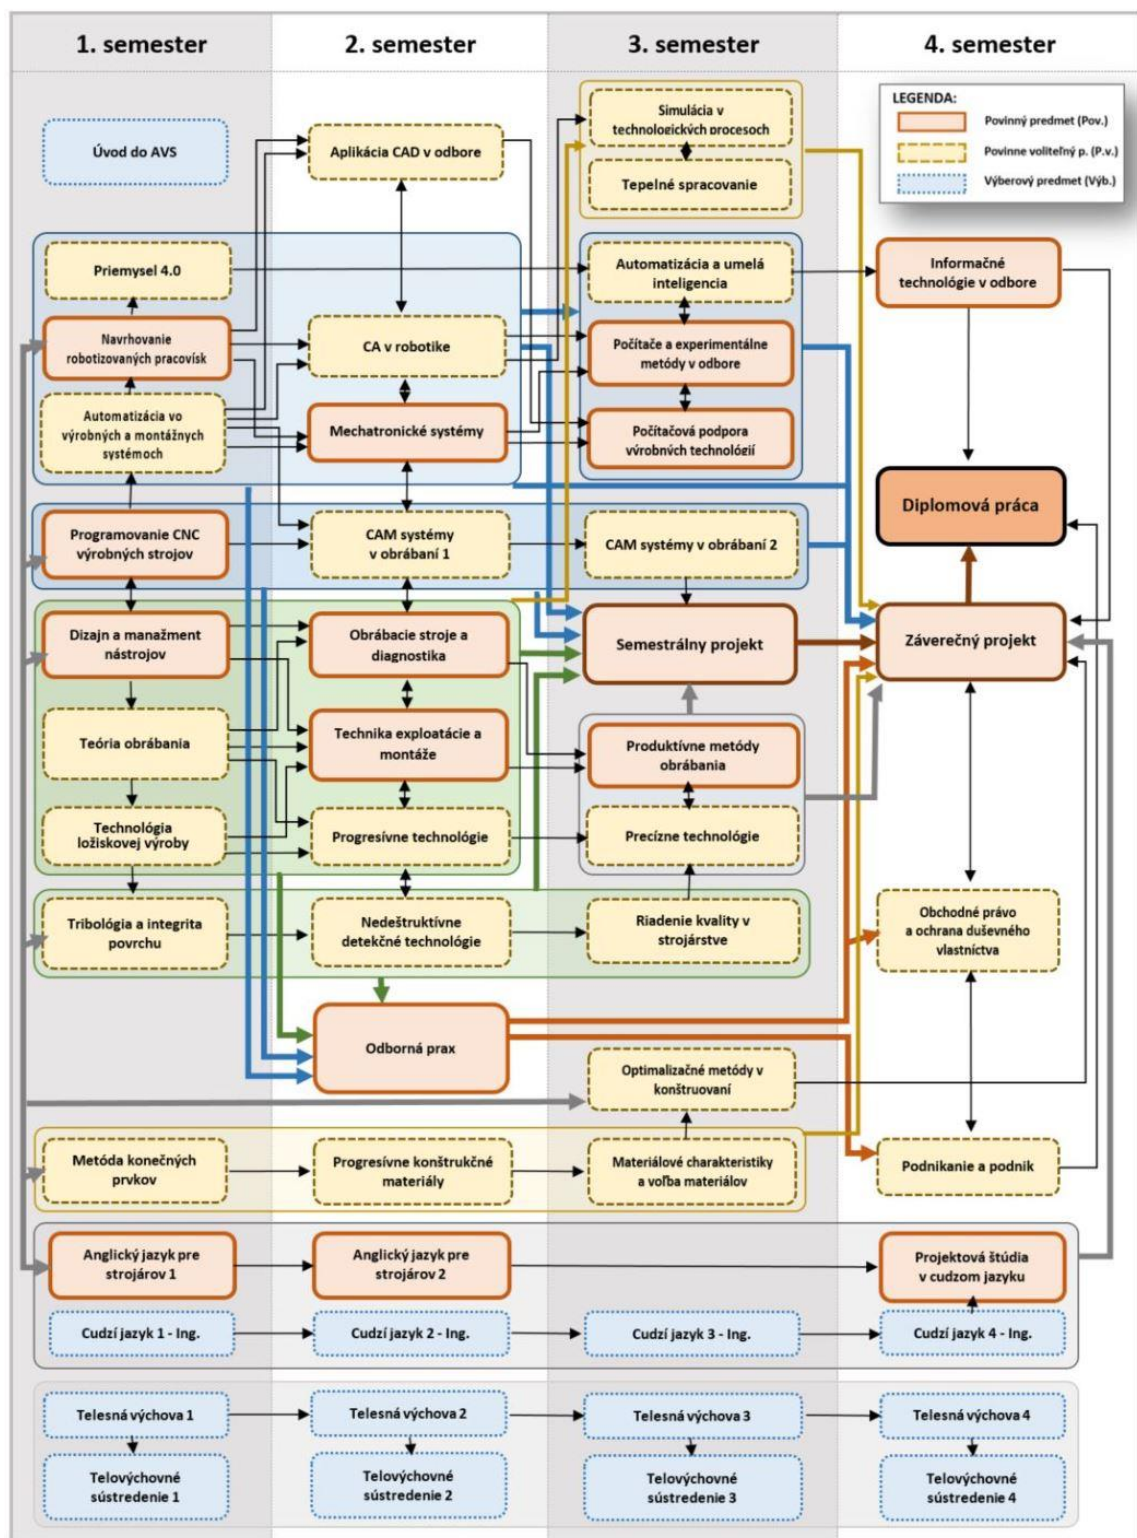 1. semester
2. semester
3. semester
4. semester
LEGENDA:
Povinný predmet (Pov.)
Povinne voliteľný p. (P.v.)
Výberový predmet (Výb.)
Úvod do AVS
Aplikácia CAD v odbore
Simulácia v
technologických procesoch
Tepelné spracovanie
Priemysel 4.0
Automatizácia a umelá
inteligencia
Informačné
technológie v odbore
Navrhovanie
robotizovaných pracovísk
CA v robotike
Počítače a experimentálne
metódy v odbore
Automatizácia vo
výrobných a montážnych
systémoch
Mechatronické systémy
Počítačová podpora
výrobných technológií
Diplomová práca
Programovanie CNC
výrobných strojov
CAM systémy
v obrábaní 1
CAM systémy v obrábaní 2
Dizajn a manažment
nástrojov
Obrábacie stroje a
diagnostika
Semestrálny projekt
Záverečný projekt
Teória obrábania
Technika exploatácie a
montáže
Produktívne metódy
obrábania
Technológia
ložiskovej výroby
Progresívne technológie
Precízne technológie
Tribológia a integrita
povrchu
Nedeštruktívne
detekčné technológie
Riadenie kvality v
strojárstve
Obchodné právo
a ochrana duševného
vlastníctva
Odborná prax
Optimalizačné metódy v
konštruovaní
Metóda konečných
prvkov
Progresívne konštrukčné
materiály
Materiálové charakteristiky
a voľba materiálov
Podnikanie a podnik
Anglický jazyk pre
strojárov 1
Anglický jazyk pre
strojárov 2
Projektová štúdia
v cudzom jazyku
Cudzí jazyk 1 - Ing.
Cudzí jazyk 2 - Ing.
Cudzí jazyk 3 - Ing.
Cudzí jazyk 4 - Ing.
Telesná výchova 1
Telesná výchova 2
Telesná výchova 3
Telesná výchova 4
Telovýchovné
sústredenie 1
Telovýchovné
sústredenie 2
Telovýchovné
sústredenie 3
Telovýchovné
sústredenie 4